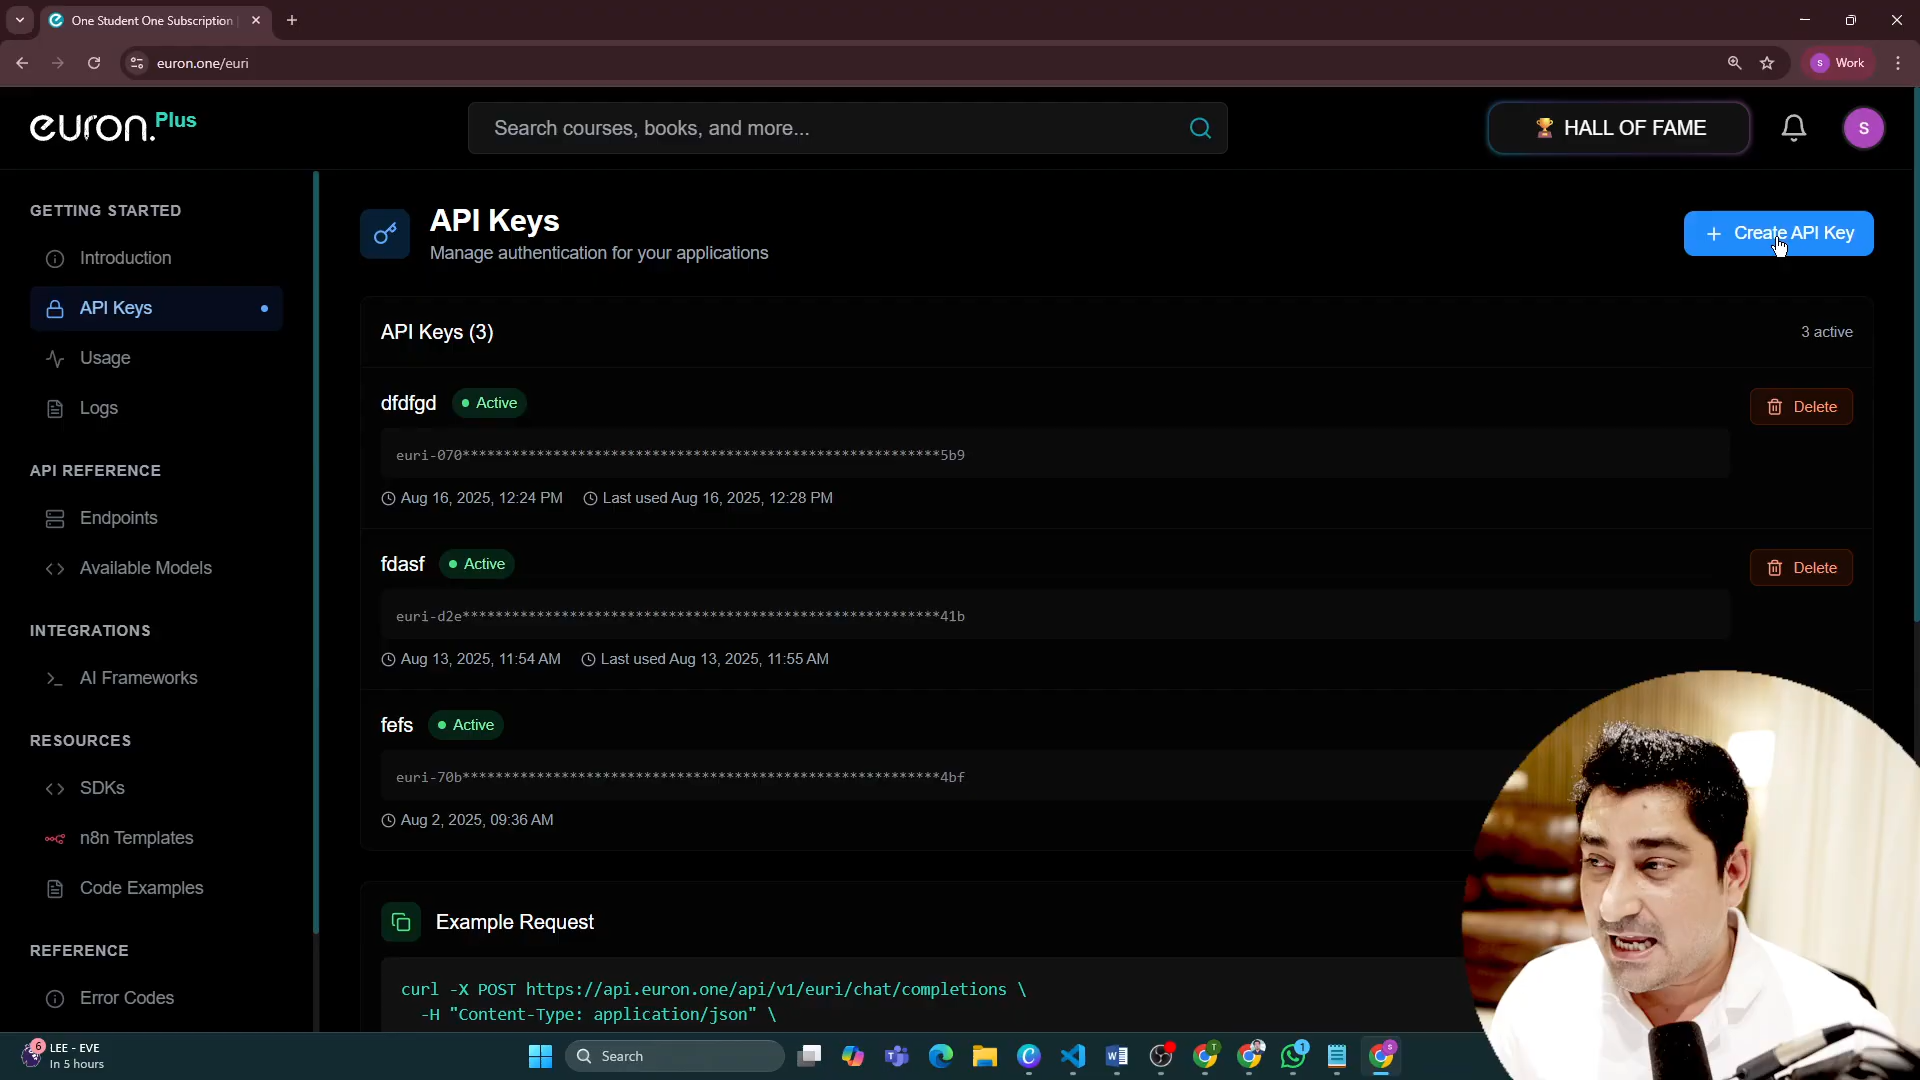 One Student One Subscription
euron.one/euri
S
Work
euron.Plus
Search courses, books, and more...
🏆 HALL OF FAME
S
GETTING STARTED
Introduction
API Keys
Usage
Logs
API REFERENCE
Endpoints
Available Models
INTEGRATIONS
AI Frameworks
RESOURCES
SDKs
n8n Templates
Code Examples
REFERENCE
Error Codes
API Keys
Manage authentication for your applications
+ Create API Key
API Keys (3)
3 active
dfdfgd
Active
Delete
euri-070**********************************************************5b9
Aug 16, 2025, 12:24 PM
Last used Aug 16, 2025, 12:28 PM
fdasf
Active
Delete
euri-d2e**********************************************************41b
Aug 13, 2025, 11:54 AM
Last used Aug 13, 2025, 11:55 AM
fefs
Active
euri-70b**********************************************************4bf
Aug 2, 2025, 09:36 AM
Example Request
curl -X POST https://api.euron.one/api/v1/euri/chat/completions \
-H "Content-Type: application/json" \
6
LEE - EVE
In 5 hours
Search
T
1
S